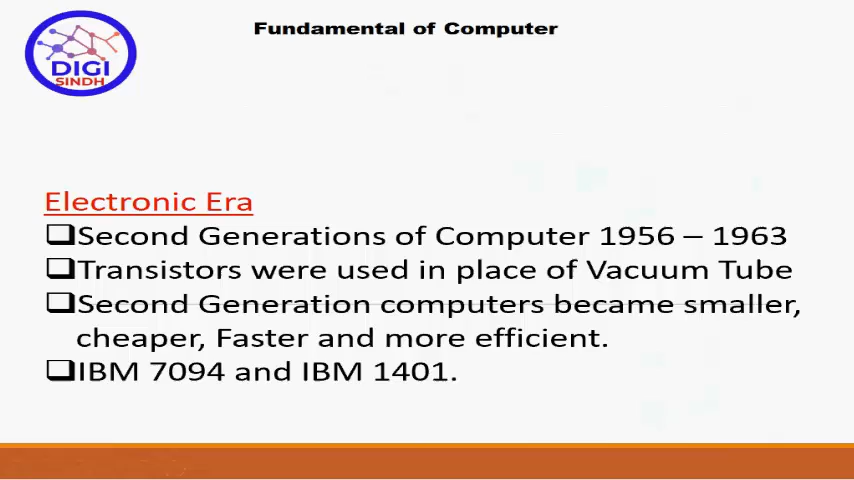 Fundamental of Computer
DIGI
SINDH
Electronic Era
❑Second Generations of Computer 1956 – 1963
❑Transistors were used in place of Vacuum Tube
❑Second Generation computers became smaller,
cheaper, Faster and more efficient.
❑IBM 7094 and IBM 1401.